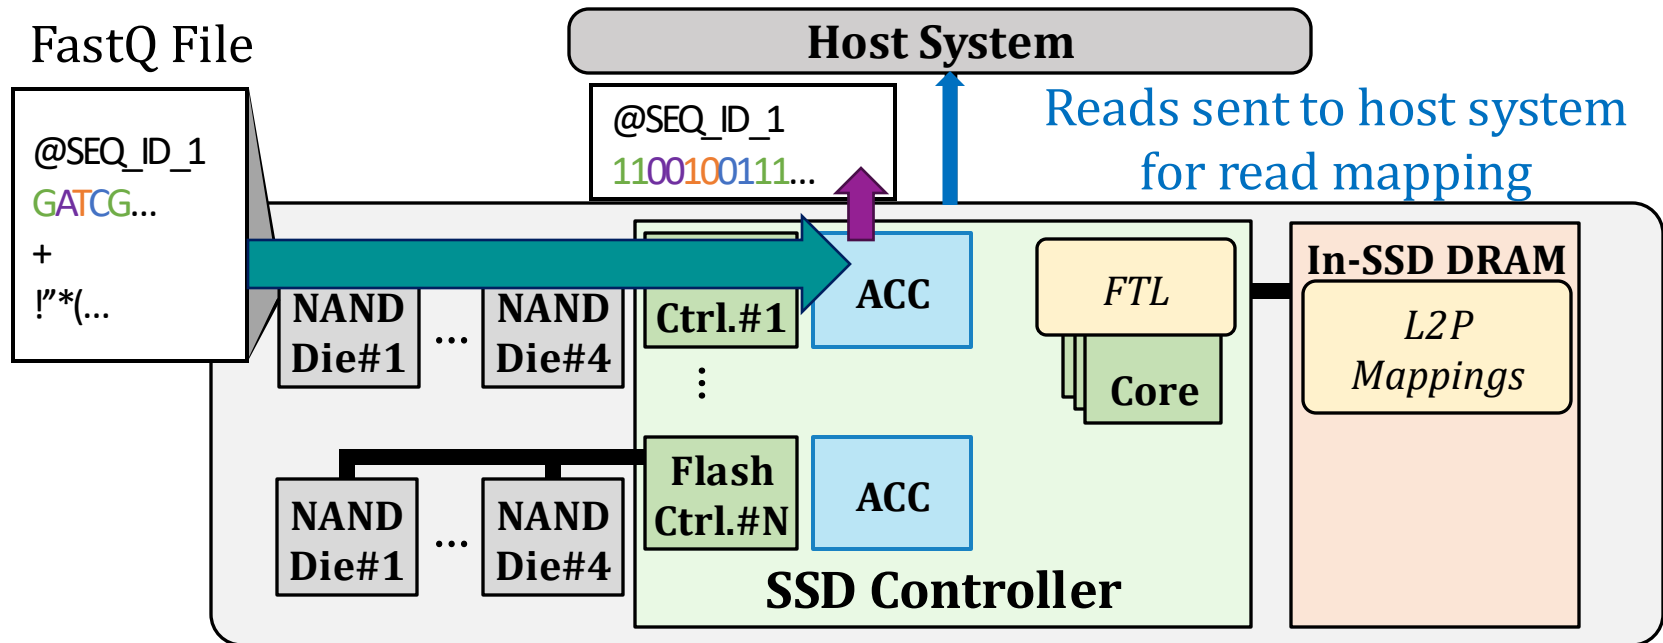 FastQ File
@SEQ_ID_1
GATCG...
+
!”*(...
Host System
@SEQ_ID_1
1100100111...
Reads sent to host system
for read mapping
NAND
Die#1
...
NAND
Die#4
Ctrl.#1
ACC
FTL
Core
In-SSD DRAM
L2P
Mappings
...
NAND
Die#1
...
NAND
Die#4
Flash
Ctrl.#N
ACC
SSD Controller